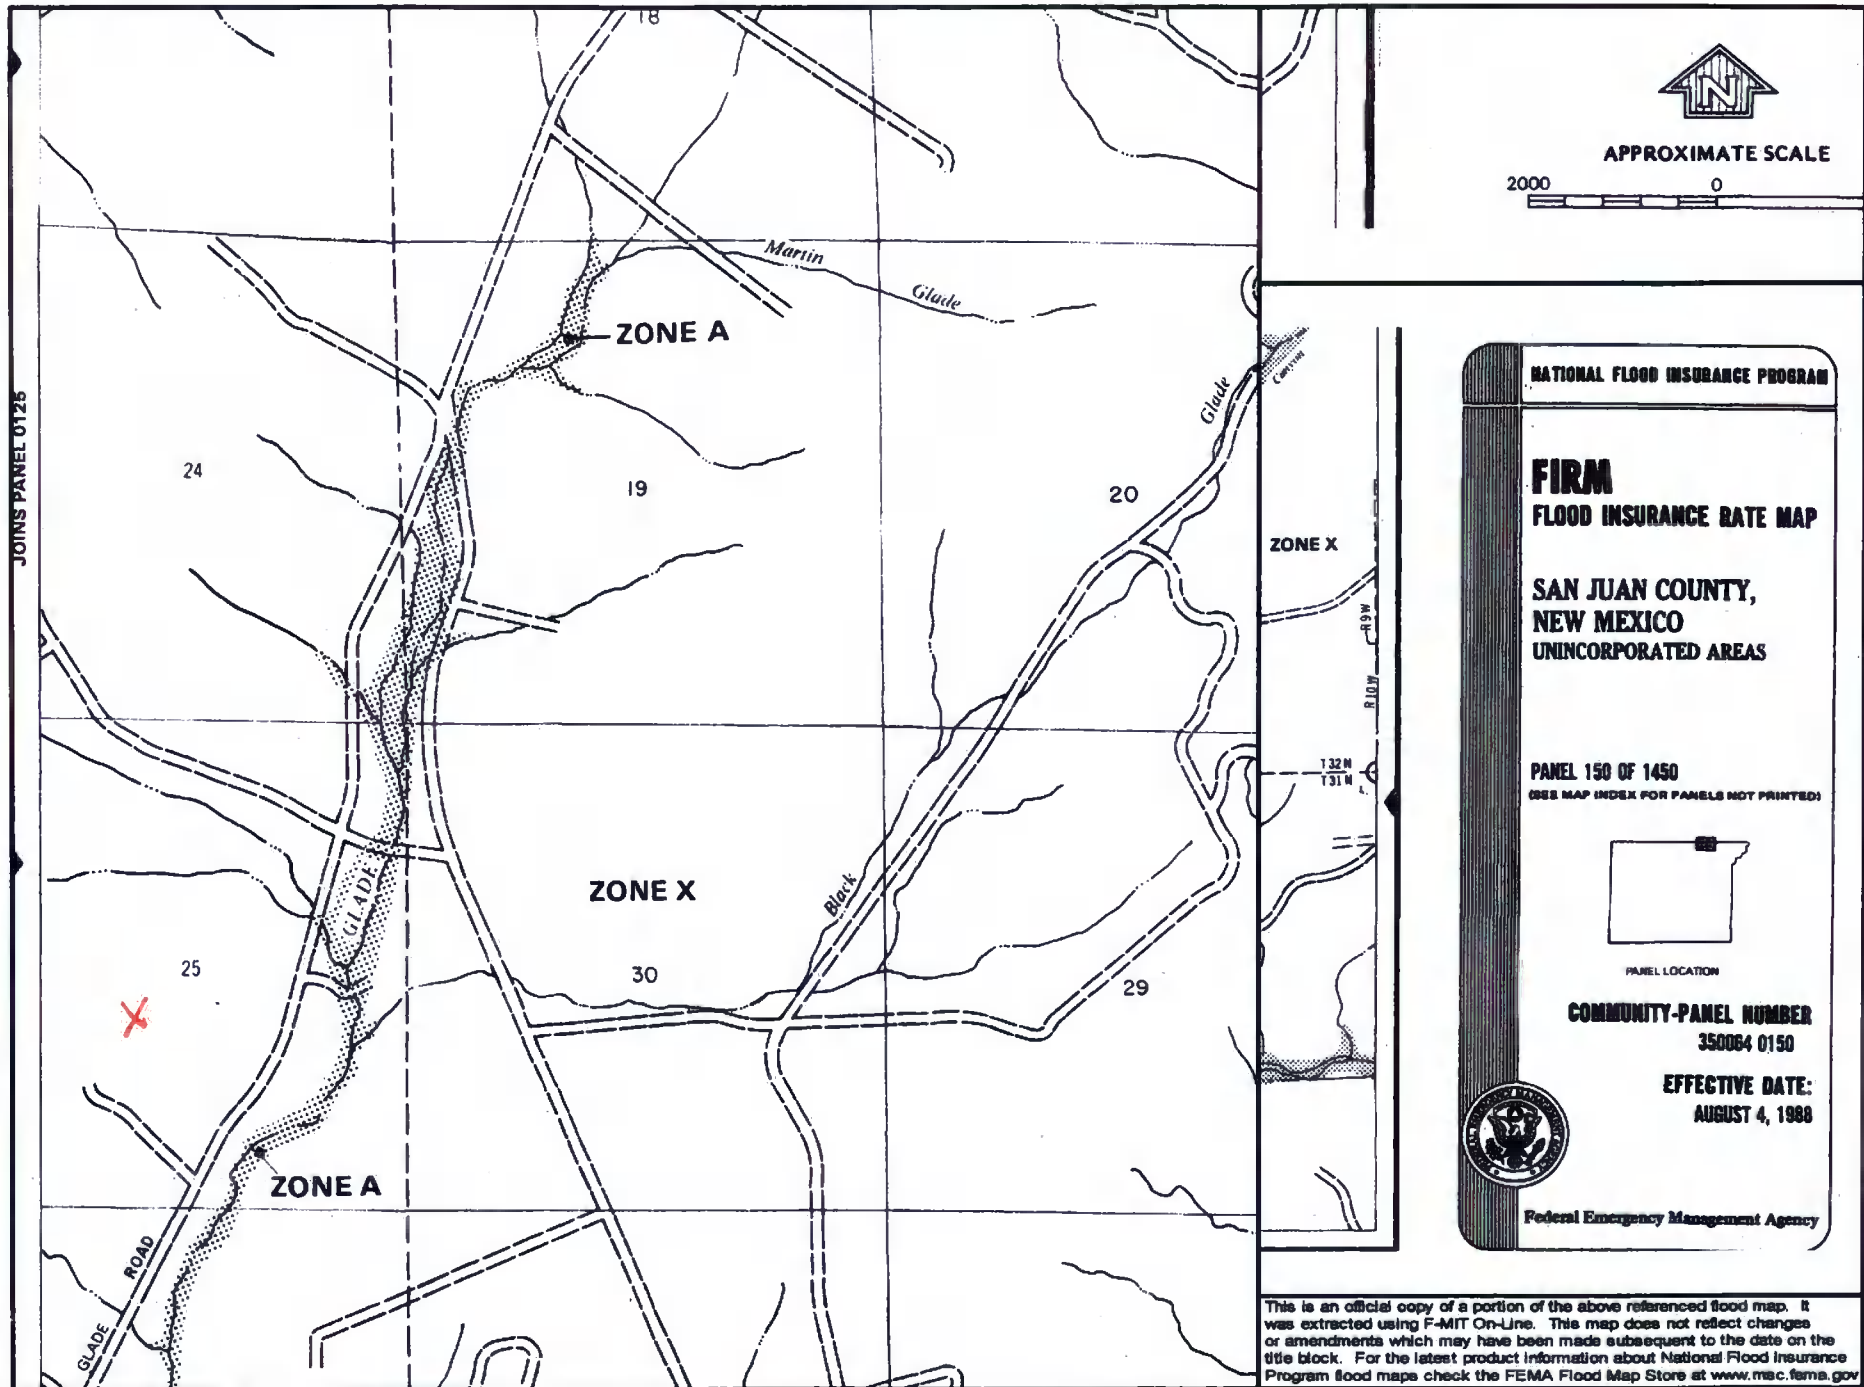 18
JOINS PANEL 0125
Martin
Glade
ZONE A
24
19
20
Glade
Canyon
ZONE X
R9W
R10W
T32N
T31N
GLADE
ZONE X
Black
25
30
29
ZONE A
GLADE ROAD
N
APPROXIMATE SCALE
2000 0
NATIONAL FLOOD INSURANCE PROGRAM
FIRM
FLOOD INSURANCE RATE MAP
SAN JUAN COUNTY,
NEW MEXICO
UNINCORPORATED AREAS
PANEL 150 OF 1450
(SEE MAP INDEX FOR PANELS NOT PRINTED)
PANEL LOCATION
COMMUNITY-PANEL NUMBER
350064 0150
EFFECTIVE DATE:
AUGUST 4, 1988
FEDERAL EMERGENCY MANAGEMENT AGENCY
Federal Emergency Management Agency
This is an official copy of a portion of the above referenced flood map. It
was extracted using F-MIT On-Line. This map does not reflect changes
or amendments which may have been made subsequent to the date on the
title block. For the latest product information about National Flood Insurance
Program flood maps check the FEMA Flood Map Store at www.msc.fema.gov